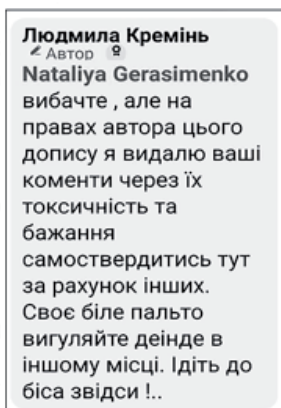 Людмила Кремінь
Автор
Nataliya Gerasimenko
вибачте , але на
правах автора цього
допису я видалю ваші
коменти через їх
токсичність та
бажання
самоствердитись тут
за рахунок інших.
Своє біле пальто
вигуляйте деінде в
іншому місці. Ідіть до
біса звідси !..